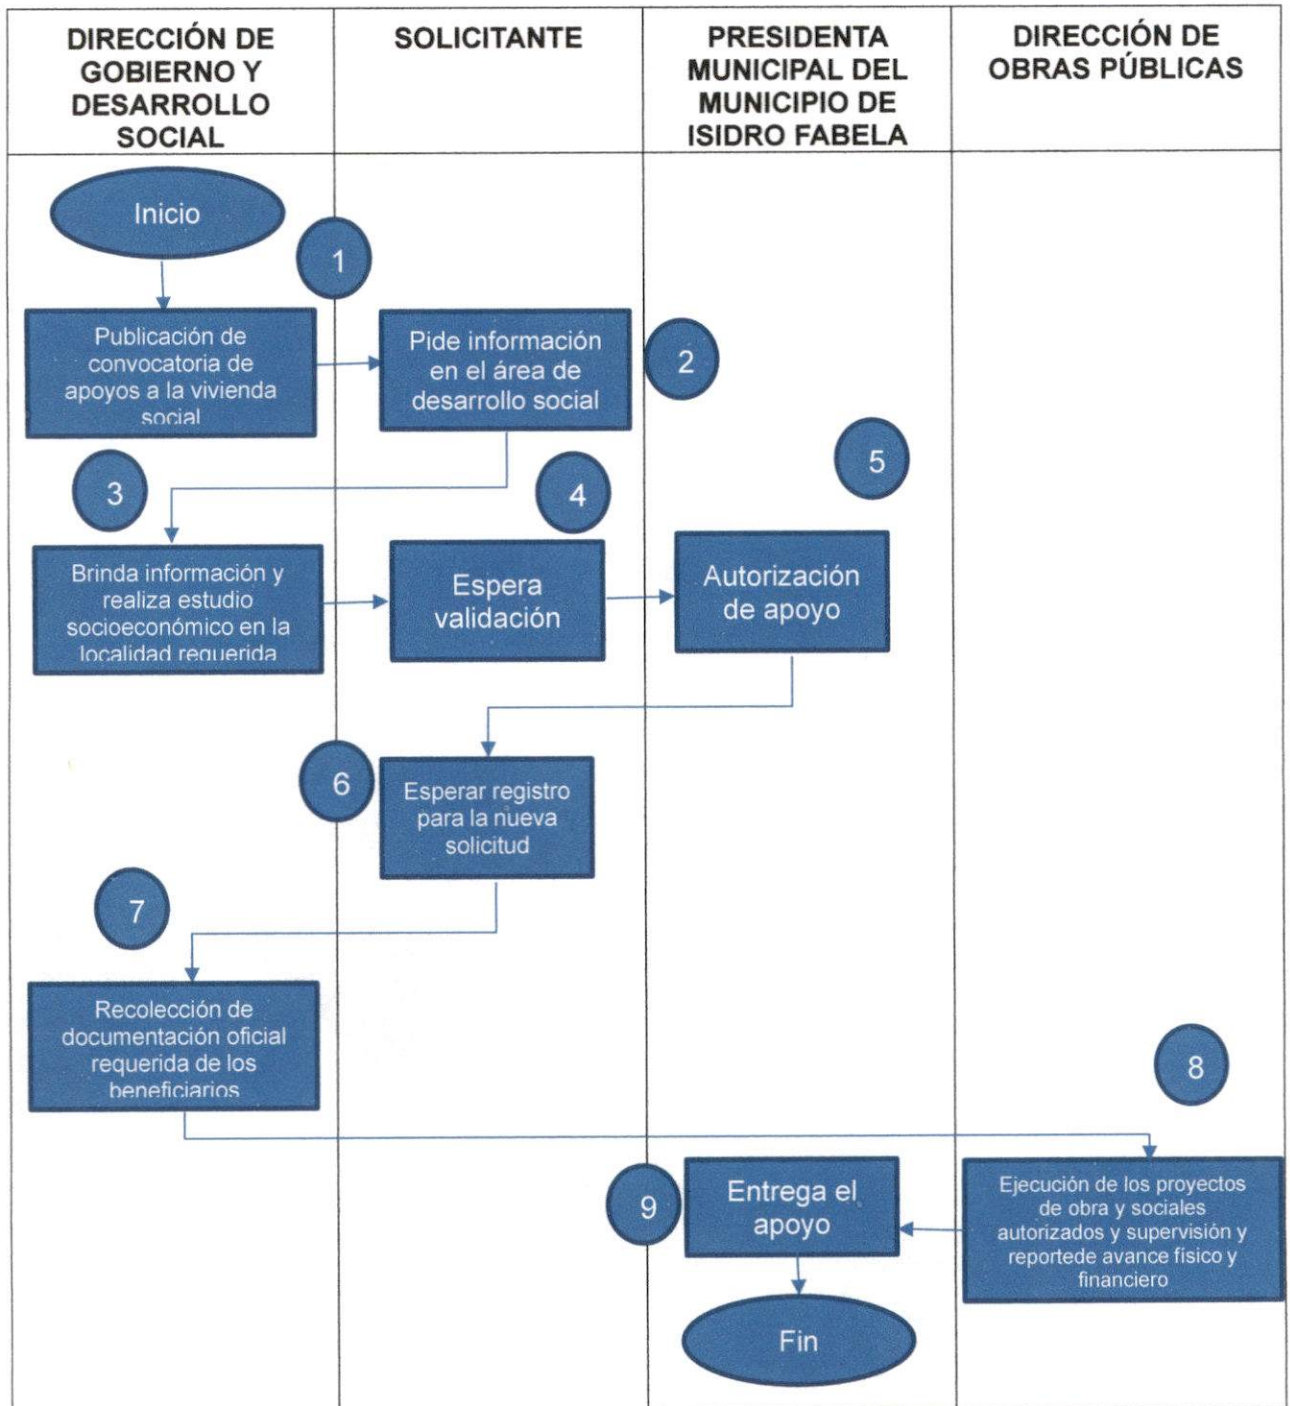 DIRECCIÓN DE
GOBIERNO Y
DESARROLLO
SOCIAL
SOLICITANTE
PRESIDENTA
MUNICIPAL DEL
MUNICIPIO DE
ISIDRO FABELA
DIRECCIÓN DE
OBRAS PÚBLICAS
Inicio
1
Publicación de
convocatoria de
apoyos a la vivienda
social
Pide información
en el área de
desarrollo social
2
3
Brinda información y
realiza estudio
socioeconómico en la
localidad requerida
4
Espera
validación
5
Autorización
de apoyo
6
Esperar registro
para la nueva
solicitud
7
Recolección de
documentación oficial
requerida de los
beneficiarios
8
Ejecución de los proyectos
de obra y sociales
autorizados y supervisión y
reportede avance físico y
financiero
9
Entrega el
apoyo
Fin